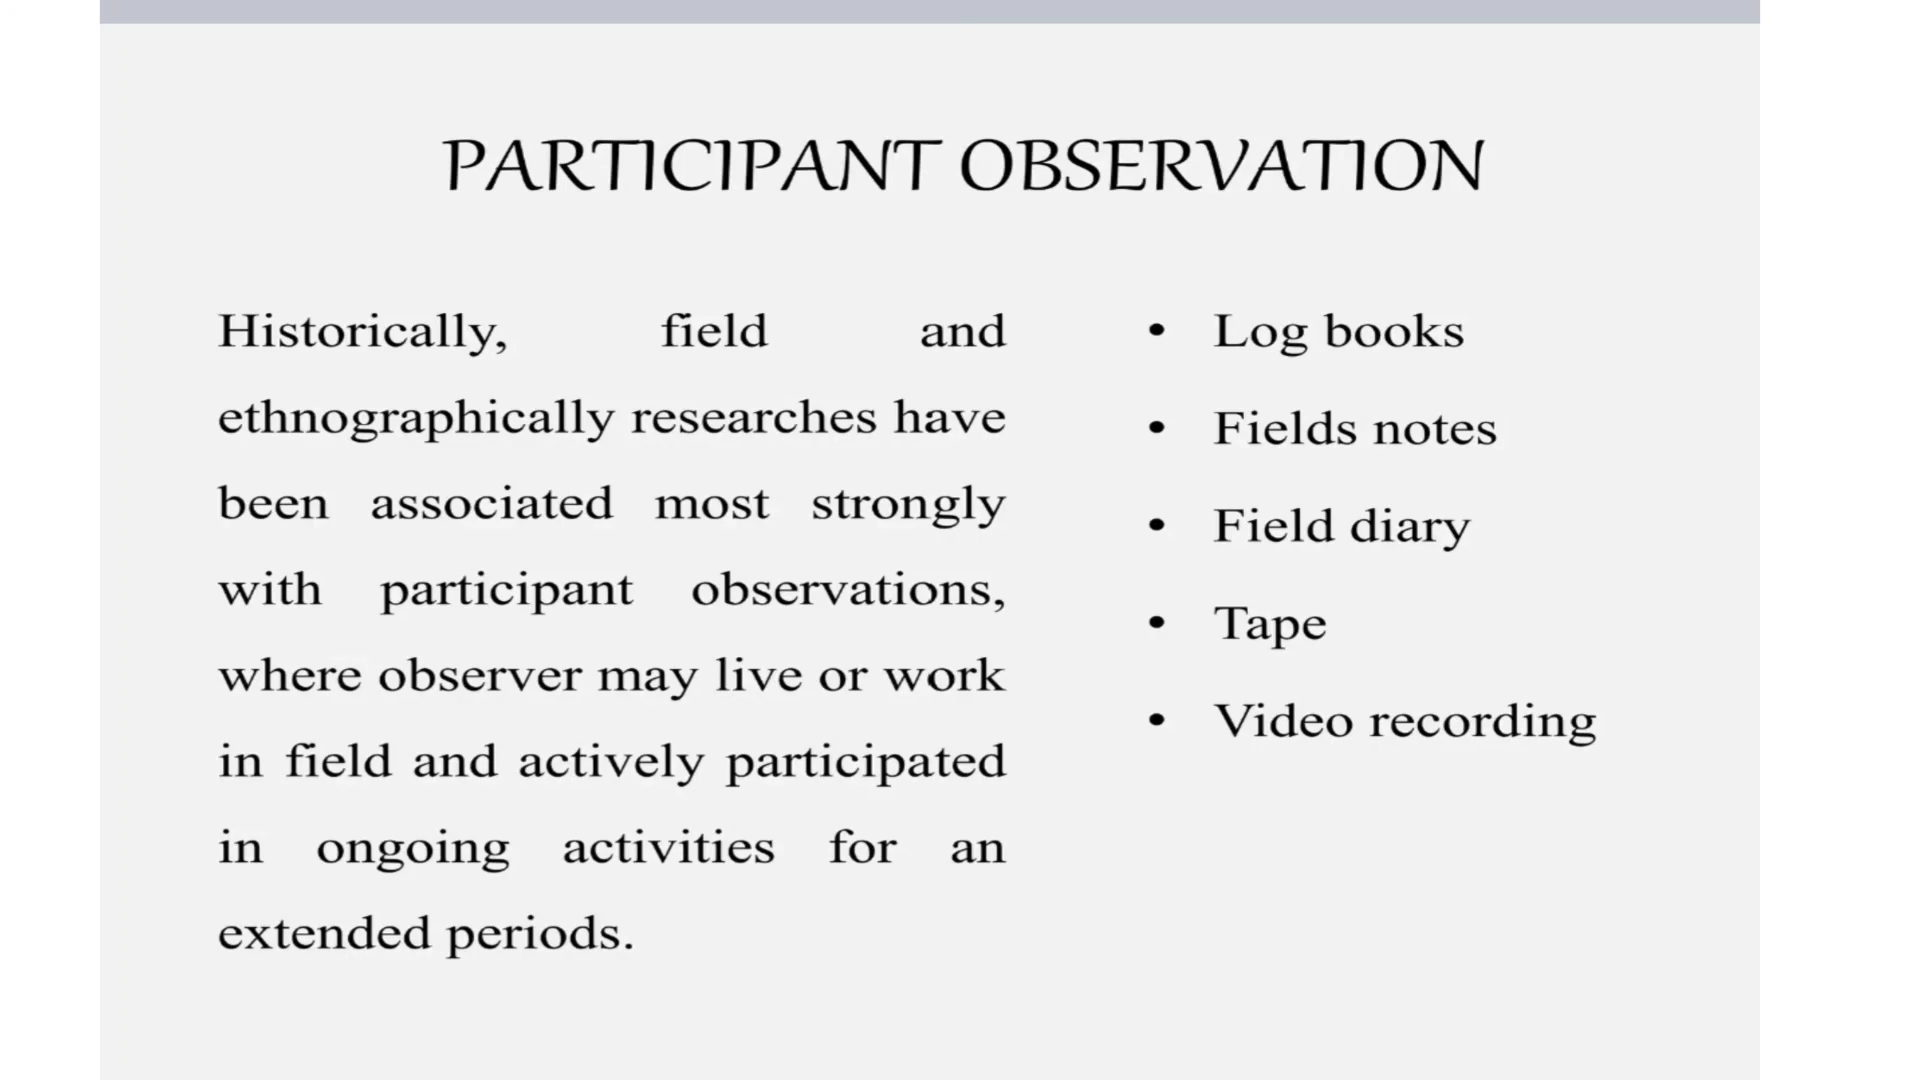 PARTICIPANT OBSERVATION
Historically, field and
ethnographically researches have
been associated most strongly
with participant observations,
where observer may live or work
in field and actively participated
in ongoing activities for an
extended periods.
• Log books
• Fields notes
• Field diary
• Tape
• Video recording